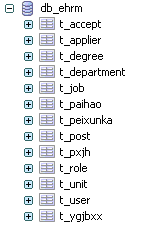 db_ehrm
t_accept
t_applier
t_degree
t_department
t_job
t_paihao
t_peixunka
t_post
t_pxjh
t_role
t_unit
t_user
t_ygjbxx